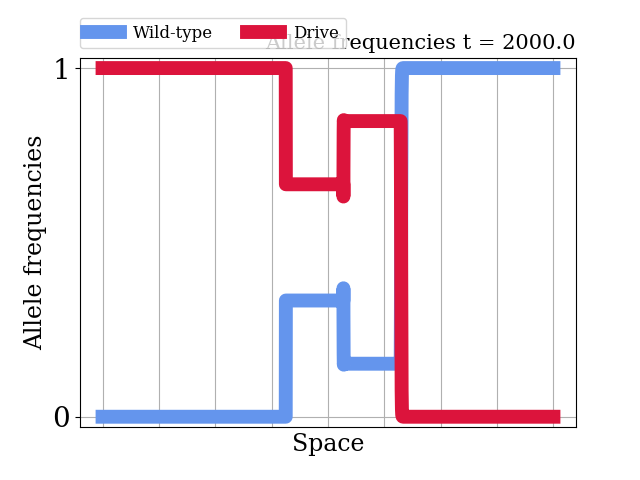 Wild-type Drive
Allele frequencies t = 2000.0
1
Allele frequencies
0
Space